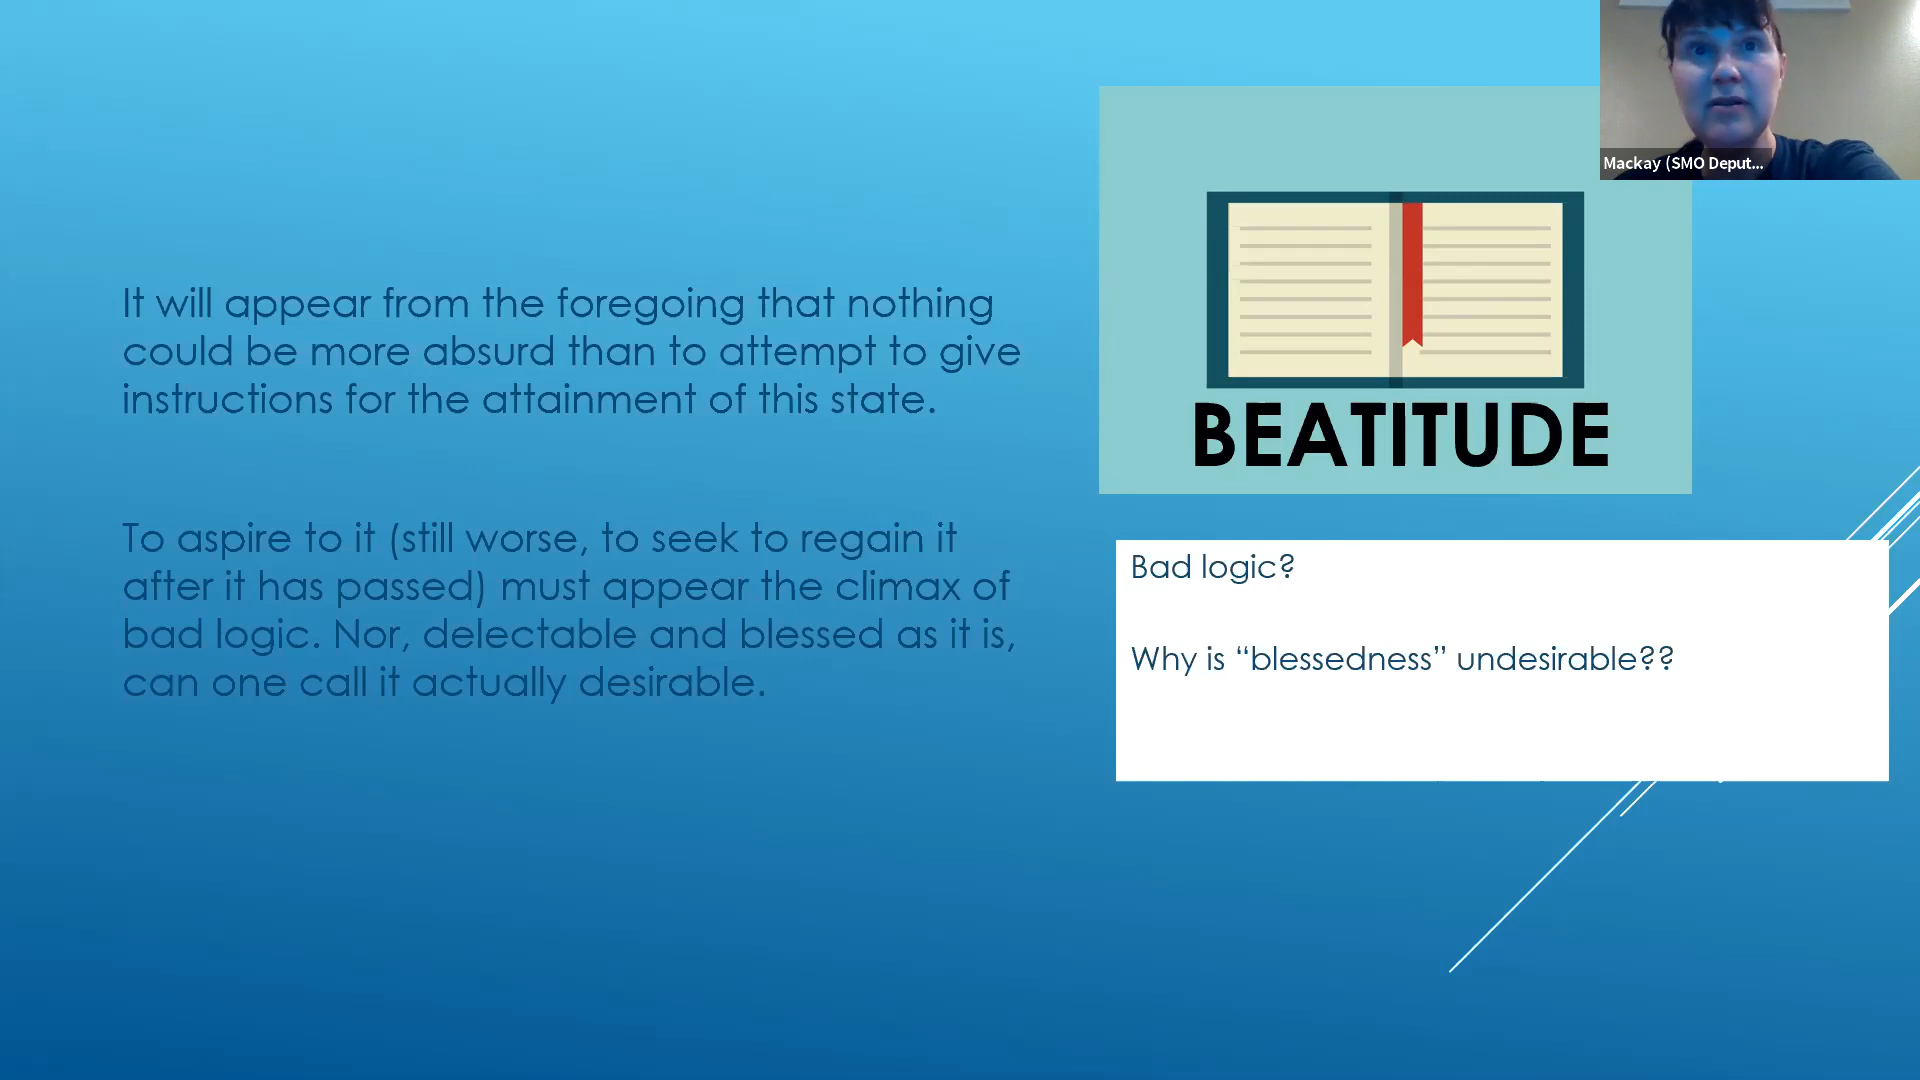 Mackay (SMO Deput...
It will appear from the foregoing that nothing
could be more absurd than to attempt to give
instructions for the attainment of this state.
To aspire to it (still worse, to seek to regain it
after it has passed) must appear the climax of
bad logic. Nor, delectable and blessed as it is,
can one call it actually desirable.
BEATITUDE
Bad logic?
Why is “blessedness” undesirable??